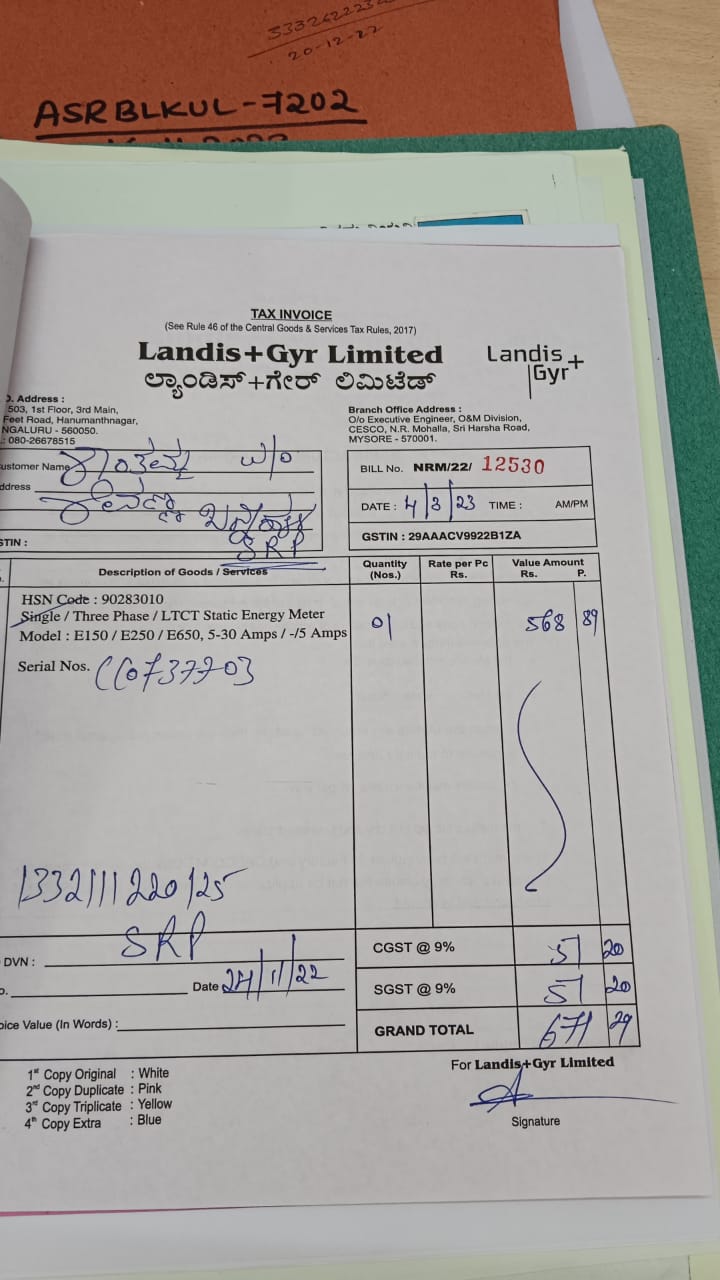 20-12-22
ASRBLKUL-7202
TAX INVOICE
(See Rule 46 of the Central Goods & Services Tax Rules, 2017)
Landis+Gyr Limited
Landis+
Gyr
ಲ್ಯಾಂಡಿಸ್+ಗೇರ್ ಲಿಮಿಟೆಡ್
Address :
503, 1st Floor, 3rd Main,
Feet Road, Hanumanthnagar,
NGALURU - 560050.
: 080-26678515
Branch Office Address :
O/o Executive Engineer, O&M Division,
CESCO, N.R. Mohalla, Sri Harsha Road,
MYSORE - 570001.
ustomer Name W/o
ddress
SRP
STIN :
BILL No. NRM/22/ 12530
DATE : 4/3/23 TIME : AM/PM
GSTIN : 29AAACV9922B1ZA
Description of Goods / Services
Quantity (Nos.)
Rate per Pc Rs.
Value Amount Rs. P.
HSN Code : 90283010
Single / Three Phase / LTCT Static Energy Meter
Model : E150 / E250 / E650, 5-30 Amps / -/5 Amps
01 568 89
Serial Nos.
SRP
DVN :
Date 24/11/22
oice Value (In Words) :
CGST @ 9% 51 20
SGST @ 9% 51 20
GRAND TOTAL 671 29
For Landis+Gyr Limited
1st Copy Original : White
2nd Copy Duplicate : Pink
3rd Copy Triplicate : Yellow
4th Copy Extra : Blue
Signature